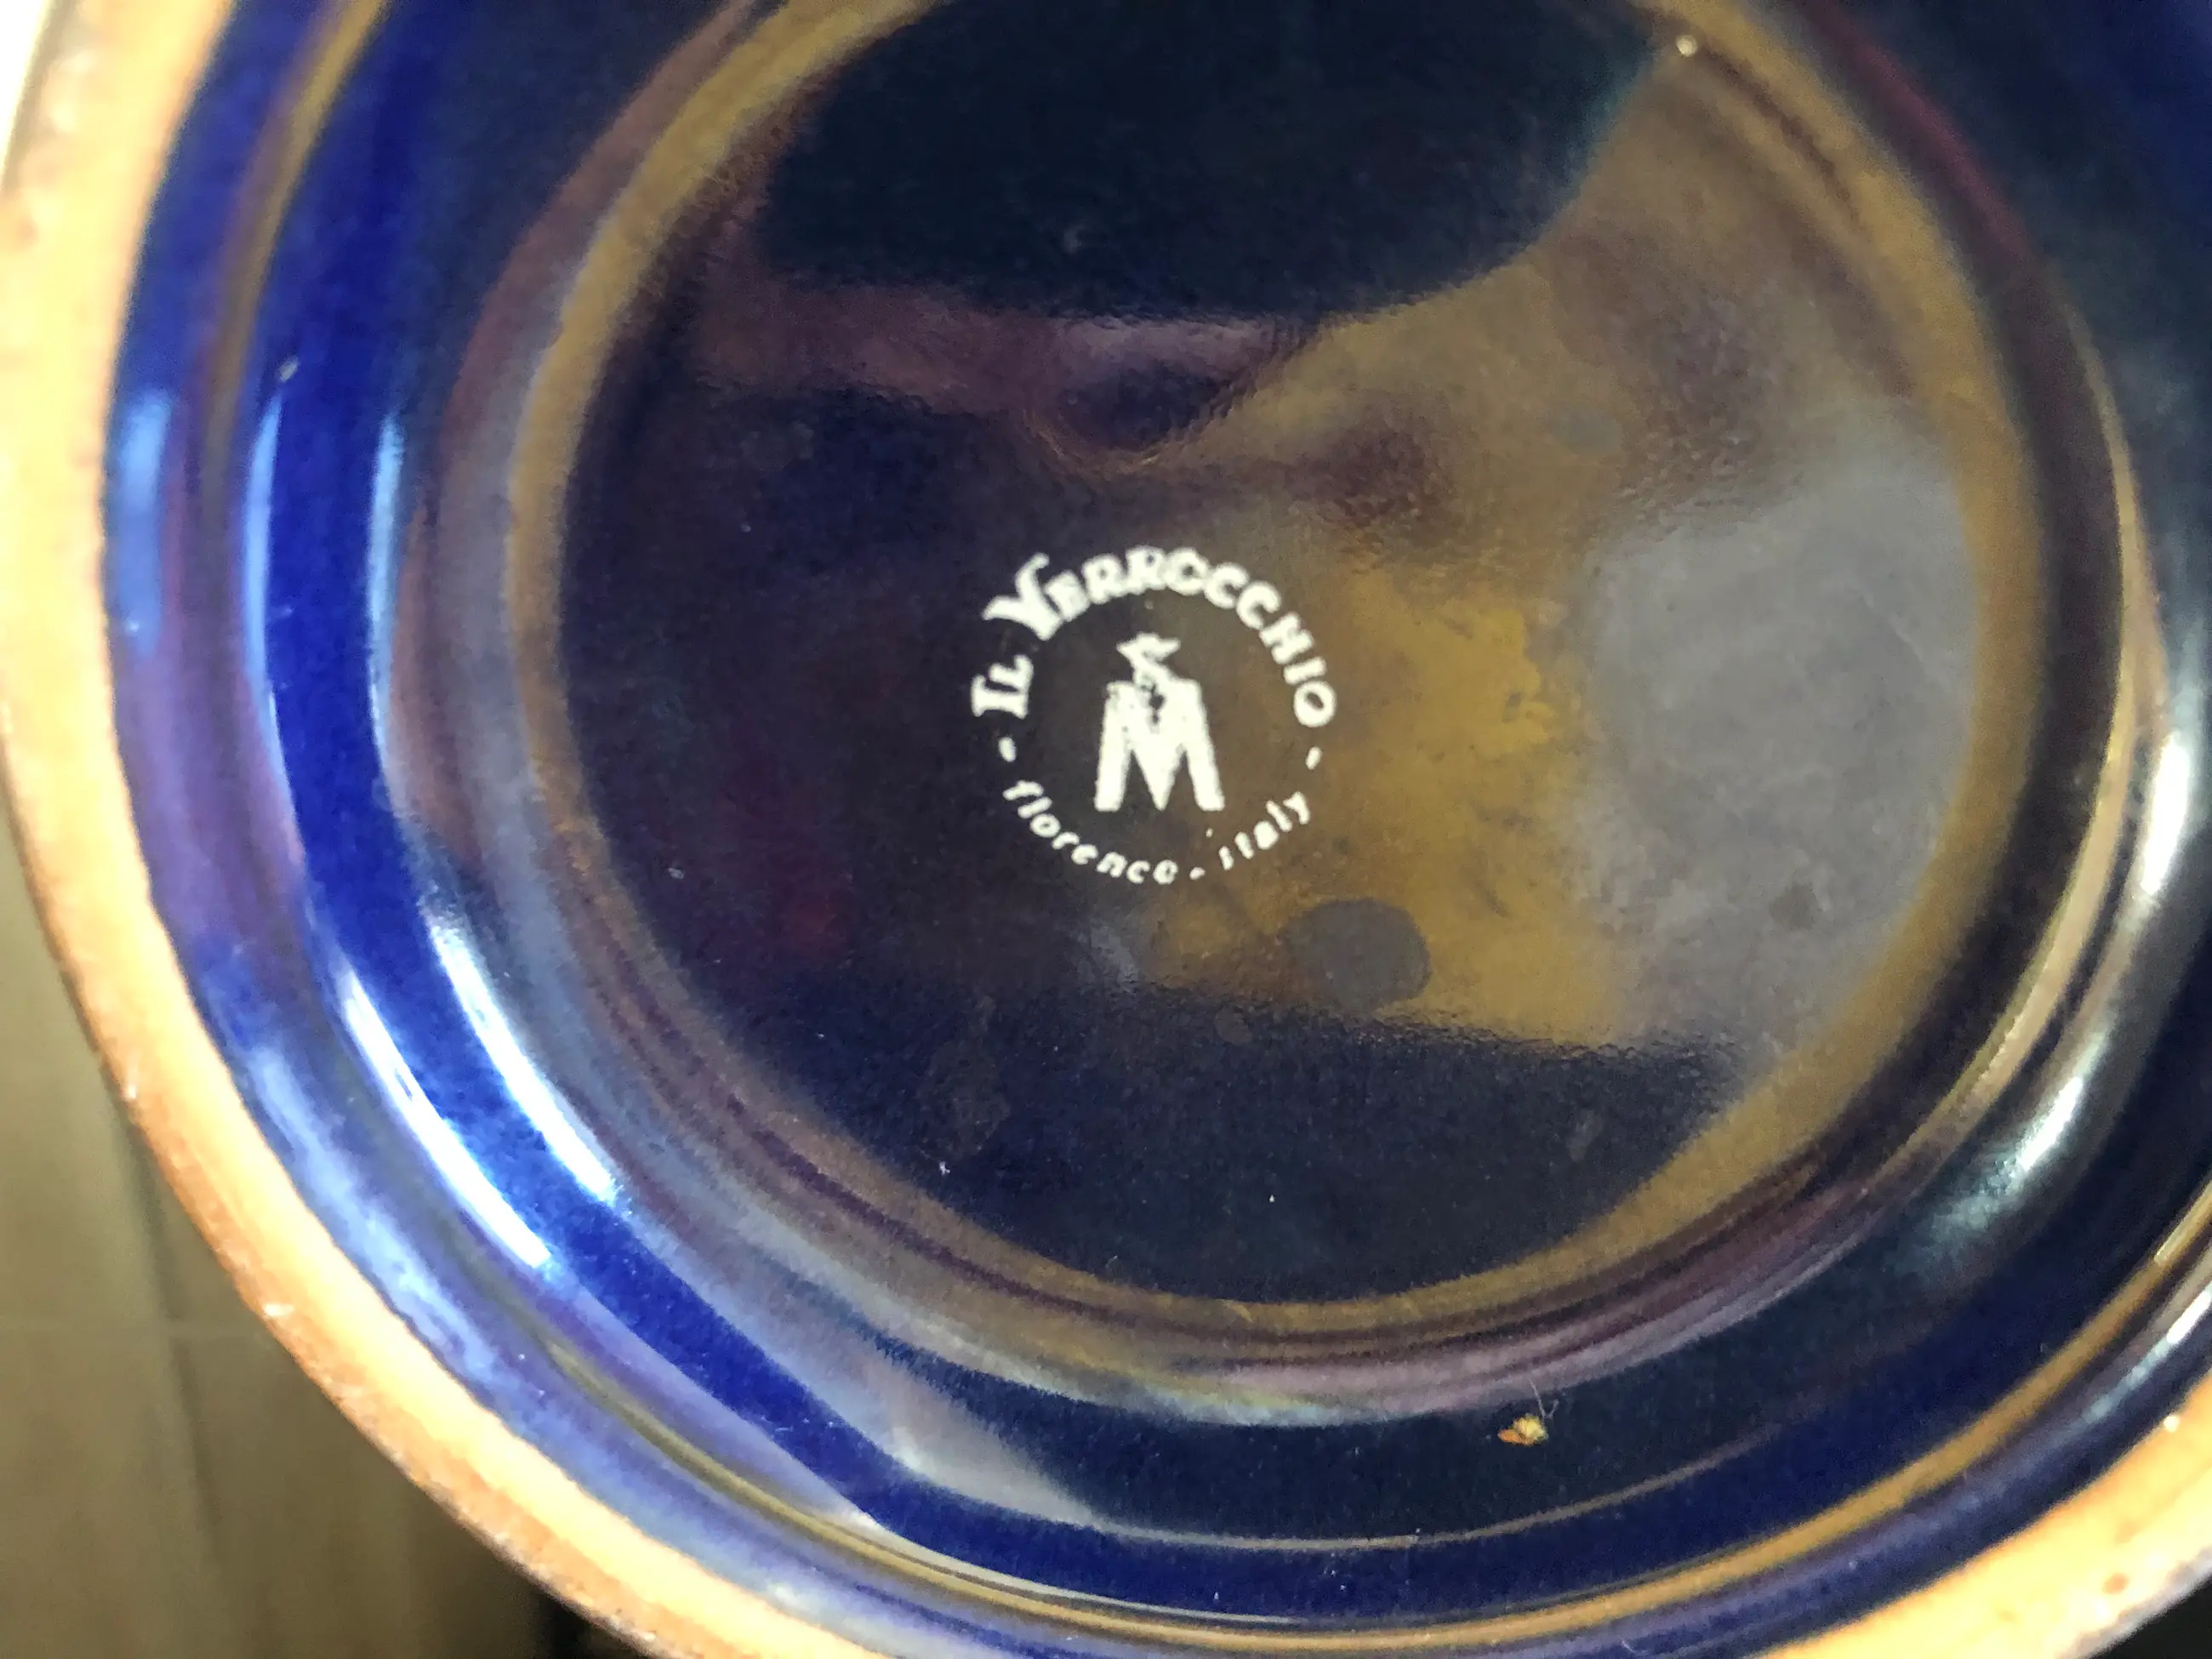 IL VERROCCHIO
M
- florence - italy -